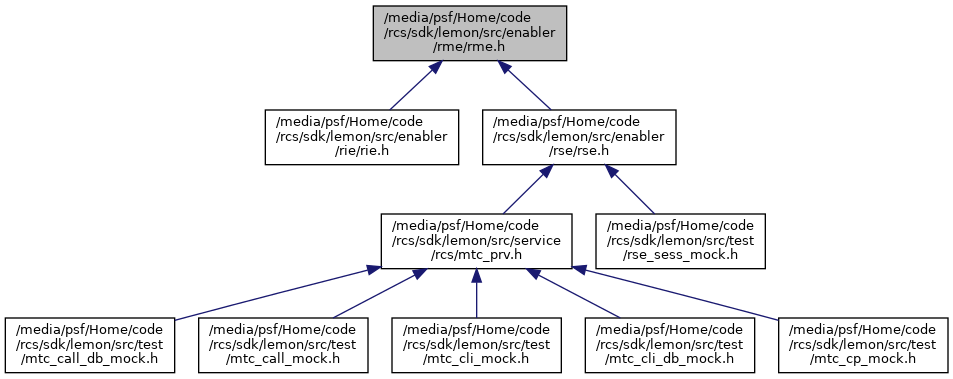 /media/psf/Home/code
/rcs/sdk/lemon/src/enabler
/rme/rme.h
/media/psf/Home/code
/rcs/sdk/lemon/src/enabler
/rie/rie.h
/media/psf/Home/code
/rcs/sdk/lemon/src/enabler
/rse/rse.h
/media/psf/Home/code
/rcs/sdk/lemon/src/service
/rcs/mtc_prv.h
/media/psf/Home/code
/rcs/sdk/lemon/src/test
/rse_sess_mock.h
/media/psf/Home/code
/rcs/sdk/lemon/src/test
/mtc_call_db_mock.h
/media/psf/Home/code
/rcs/sdk/lemon/src/test
/mtc_call_mock.h
/media/psf/Home/code
/rcs/sdk/lemon/src/test
/mtc_cli_mock.h
/media/psf/Home/code
/rcs/sdk/lemon/src/test
/mtc_cli_db_mock.h
/media/psf/Home/code
/rcs/sdk/lemon/src/test
/mtc_cp_mock.h